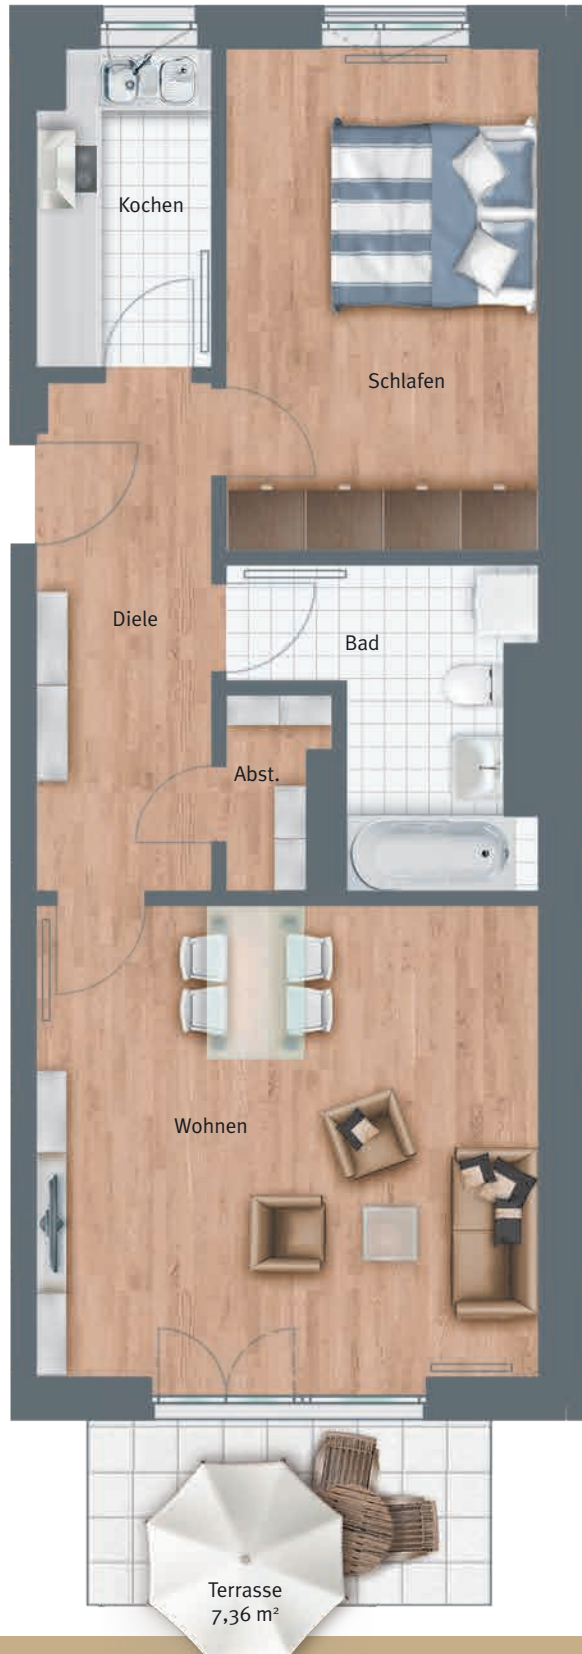 Kochen
Schlafen
Diele
Bad
Abst.
Wohnen
Terrasse
7,36 m²